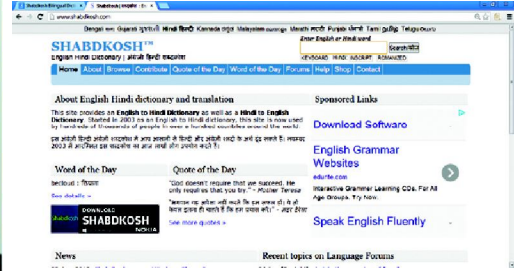 www.shabdkosh.com
Bengali বাংলা Gujarati ગુજરાતી Hindi हिन्दी Kannada ಕನ್ನಡ Malayalam Marathi मराठी Punjabi ਪੰਜਾਬੀ Tamil தமிழ் Telugu
SHABDKOSH™
English Hindi Dictionary | अंग्रेज़ी हिन्दी शब्दकोश
Enter English or Hindi word
Search/खोजें
KEYBOARD HINDI INSCRIPT ROMANIZED
Home About Browse Contribute Quote of the Day Word of the Day Forums Help Shop Contact
About English Hindi dictionary and translation
This site provides an English to Hindi Dictionary as well as a Hindi to English
Dictionary. Started in 2003 as an English to Hindi dictionary, this site is now used
by hundreds of thousands of people in over a hundred countries around the world.
Word of the Day
becloud : छिपाना
See details »
DOWNLOAD
SHABDKOSH
NOKIA
Quote of the Day
"God doesn't require that we succeed. He
only requires that you try." - Mother Teresa
See more quotes »
Sponsored Links
Download Software
English Grammar
Websites
Interactive Grammar Learning CDs. For All
Age Groups. Try Now.
Speak English Fluently
News
Recent topics on Language Forums